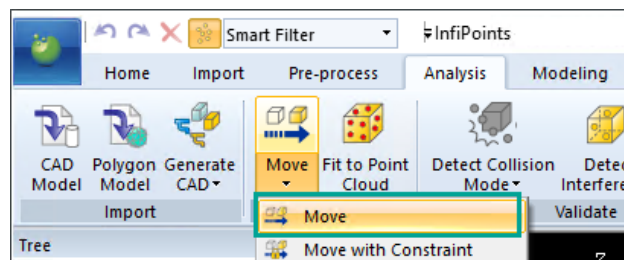 Smart Filter
InfiPoints
Home Import Pre-process Analysis Modeling
CAD Polygon Generate Move Fit to Point Detect Collision
Model Model CAD Cloud Mode
Import Validate
Move
Tree
Move with Constraint